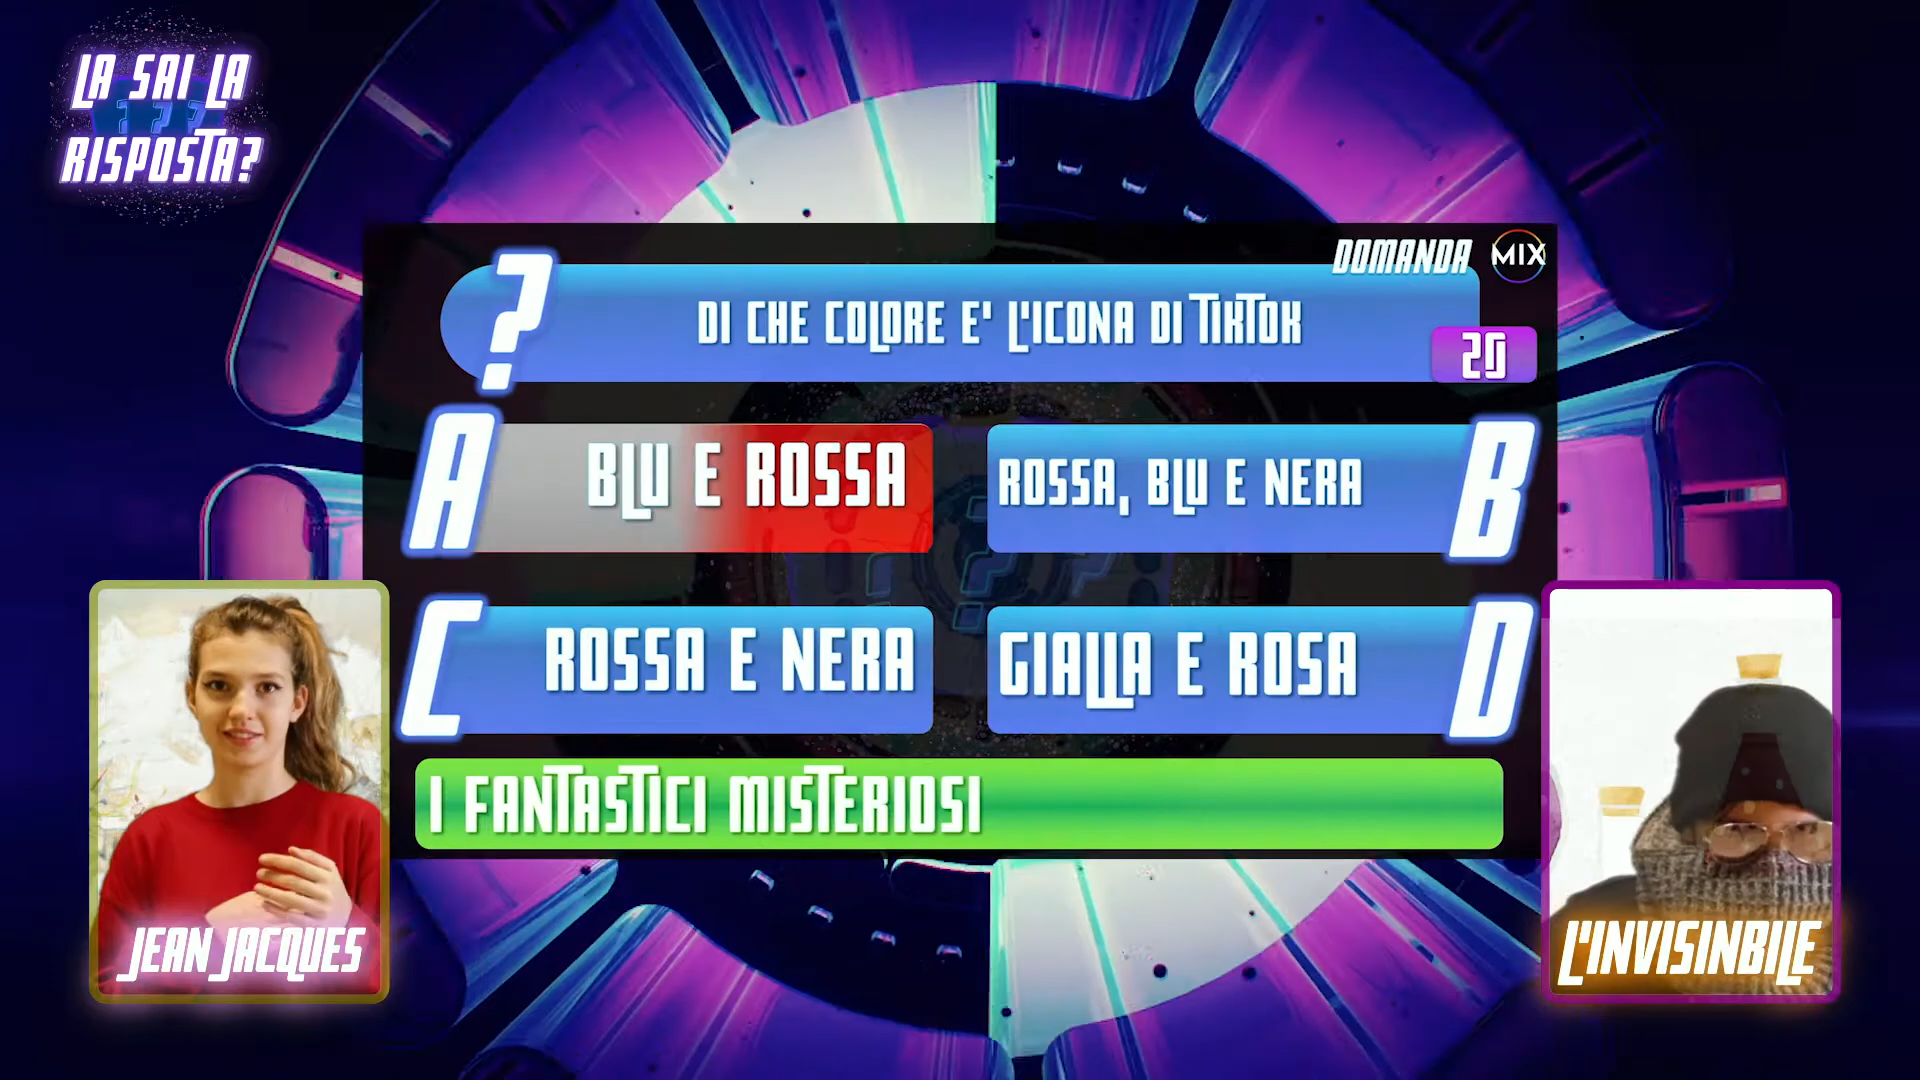 LA SAI LA
???
RISPOSTA?
DOMANDA MIX
?
DI CHE COLORE E' L'ICONA DI TIKTOK
20
A BLU E ROSSA
ROSSA, BLU E NERA B
C ROSSA E NERA
GIALLA E ROSA D
I FANTASTICI MISTERIOSI
JEAN JACQUES
L'INVISINBILE